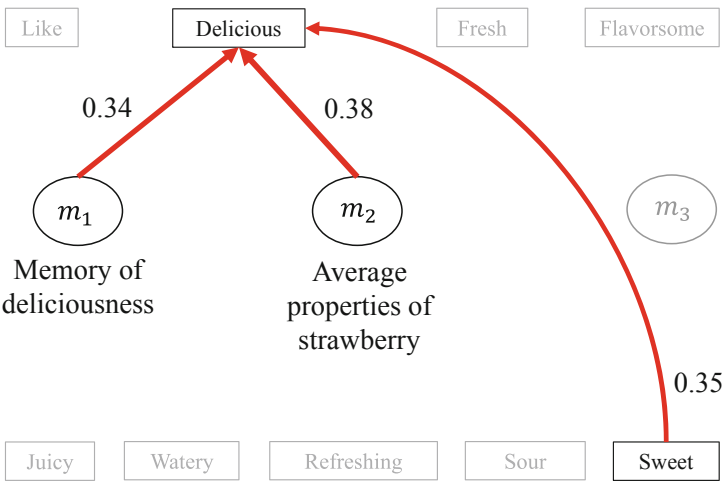 Like
Delicious
Fresh
Flavorsome
0.34
0.38
m₁
m₂
m₃
Memory of
deliciousness
Average
properties of
strawberry
0.35
Juicy
Watery
Refreshing
Sour
Sweet